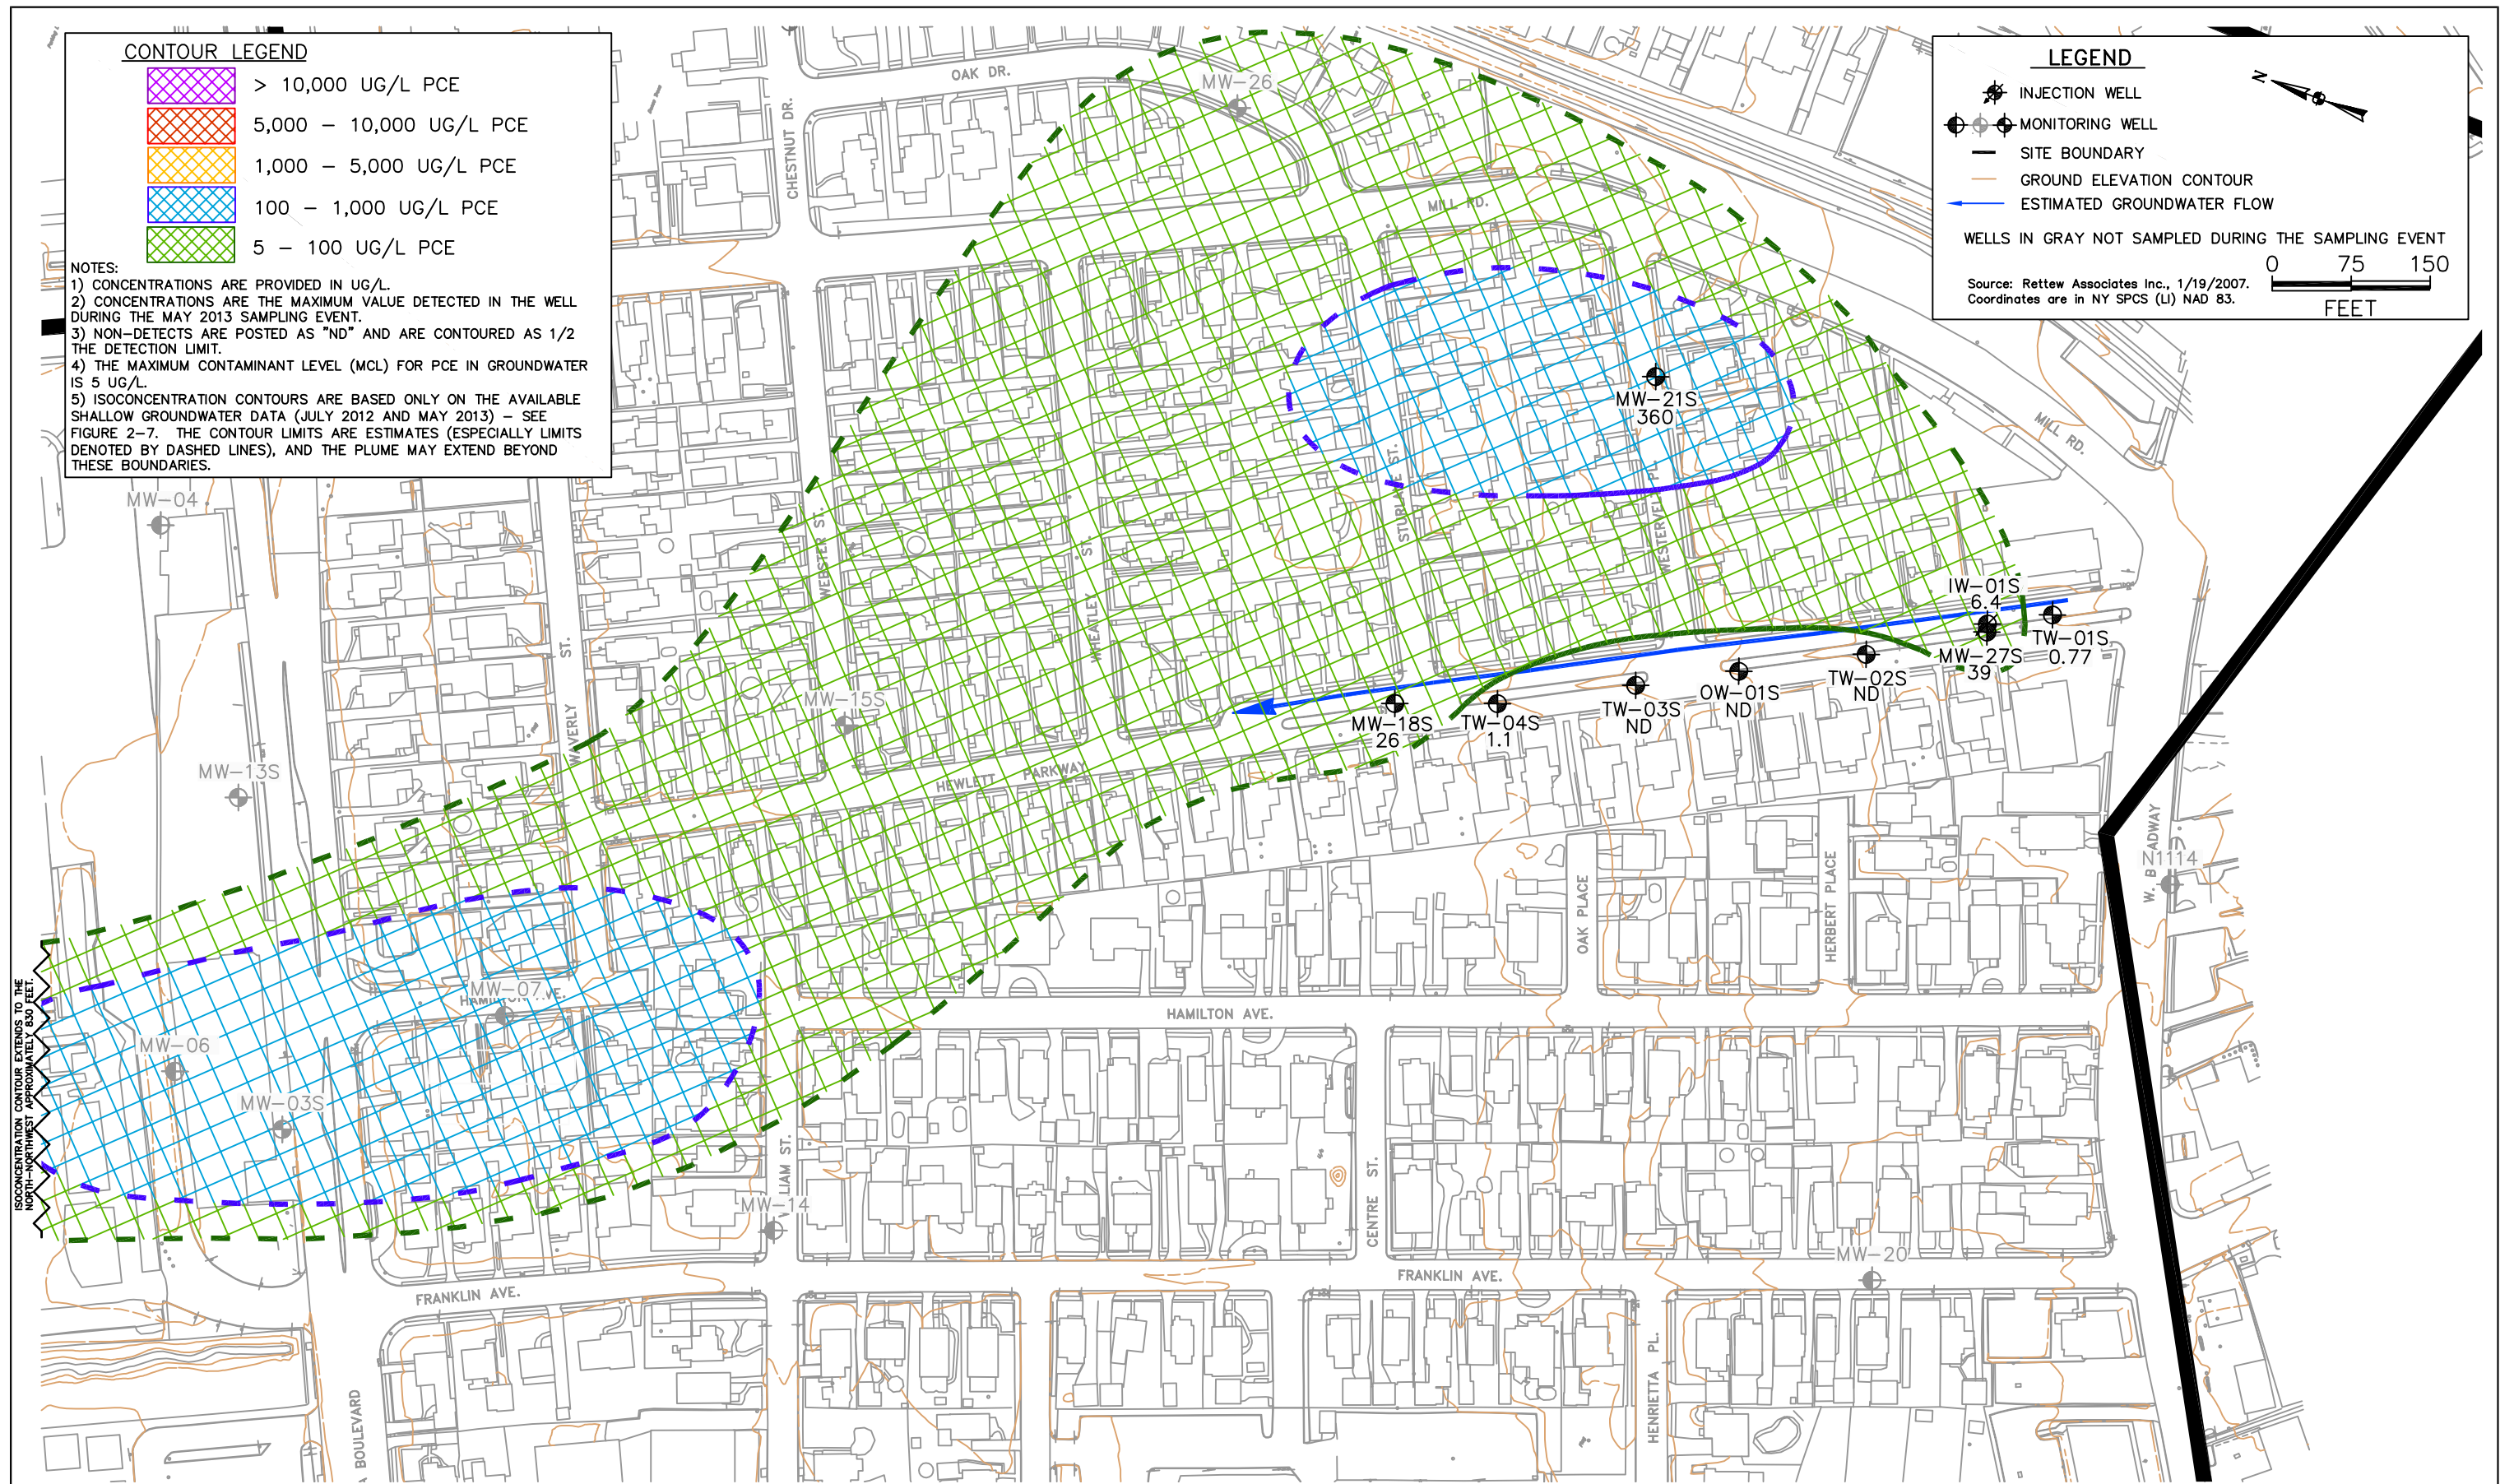 CONTOUR LEGEND
> 10,000 UG/L PCE
5,000 – 10,000 UG/L PCE
1,000 – 5,000 UG/L PCE
100 – 1,000 UG/L PCE
5 – 100 UG/L PCE
NOTES:
1) CONCENTRATIONS ARE PROVIDED IN UG/L.
2) CONCENTRATIONS ARE THE MAXIMUM VALUE DETECTED IN THE WELL
DURING THE MAY 2013 SAMPLING EVENT.
3) NON–DETECTS ARE POSTED AS "ND" AND ARE CONTOURED AS 1/2
THE DETECTION LIMIT.
4) THE MAXIMUM CONTAMINANT LEVEL (MCL) FOR PCE IN GROUNDWATER
IS 5 UG/L.
5) ISOCONCENTRATION CONTOURS ARE BASED ONLY ON THE AVAILABLE
SHALLOW GROUNDWATER DATA (JULY 2012 AND MAY 2013) – SEE
FIGURE 2–7. THE CONTOUR LIMITS ARE ESTIMATES (ESPECIALLY LIMITS
DENOTED BY DASHED LINES), AND THE PLUME MAY EXTEND BEYOND
THESE BOUNDARIES.
LEGEND
N
INJECTION WELL
MONITORING WELL
SITE BOUNDARY
GROUND ELEVATION CONTOUR
ESTIMATED GROUNDWATER FLOW
WELLS IN GRAY NOT SAMPLED DURING THE SAMPLING EVENT
Source: Rettew Associates Inc., 1/19/2007.
Coordinates are in NY SPCS (LI) NAD 83.
0 75 150
FEET
OAK DR.
MW–26
CHESTNUT DR.
MILL RD.
MW–21S
360
MILL RD.
MW–04
WEBSTER ST.
WHEATLEY ST.
STURLANE ST.
WESTERVELT PL.
IW–01S
6.4
TW–01S
0.77
MW–27S
39
TW–02S
ND
OW–01S
ND
TW–03S
ND
TW–04S
1.1
MW–18S
26
MW–15S
WAVERLY ST.
MW–13S
HEWLETT PARKWAY
OAK PLACE
HERBERT PLACE
W. BROADWAY
N1114
MW–07
HAMILTON AVE.
HAMILTON AVE.
MW–06
MW–03S
ISOCONCENTRATION CONTOUR EXTENDS TO THE
NORTH–NORTHWEST APPROXIMATELY 830 FEET.
WILLIAM ST.
MW–14
CENTRE ST.
MW–20
FRANKLIN AVE.
FRANKLIN AVE.
HENRIETTA PL.
A BOULEVARD